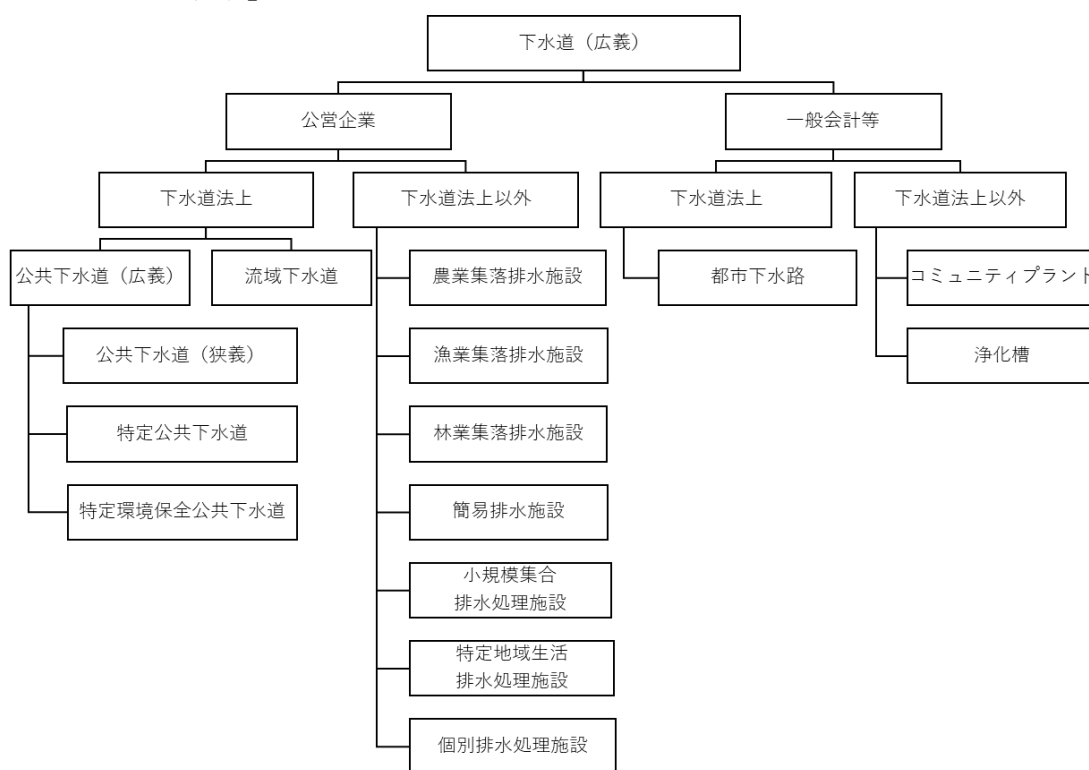 下水道（広義）
公営企業
一般会計等
下水道法上
下水道法上以外
下水道法上
下水道法上以外
公共下水道（広義）
流域下水道
農業集落排水施設
都市下水路
コミュニティプラント
公共下水道（狭義）
漁業集落排水施設
浄化槽
特定公共下水道
林業集落排水施設
特定環境保全公共下水道
簡易排水施設
小規模集合
排水処理施設
特定地域生活
排水処理施設
個別排水処理施設